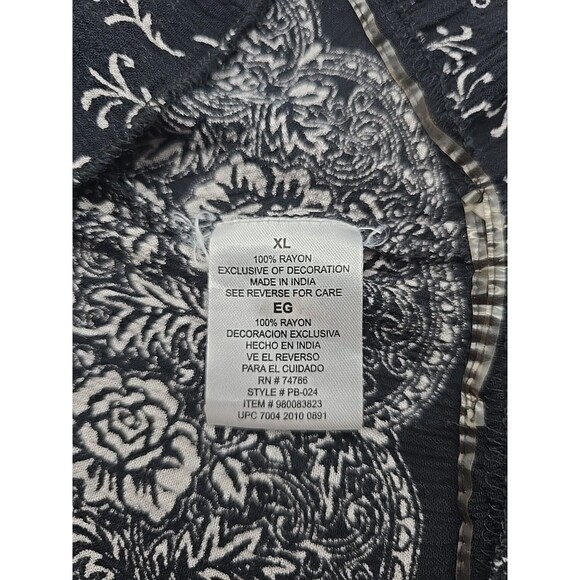 XL
100% RAYON
EXCLUSIVE OF DECORATION
MADE IN INDIA
SEE REVERSE FOR CARE
EG
100% RAYON
DECORACION EXCLUSIVA
HECHO EN INDIA
VE EL REVERSO
PARA EL CUIDADO
RN # 74786
STYLE # PB-024
ITEM # 980083823
UPC 7004 2010 0891